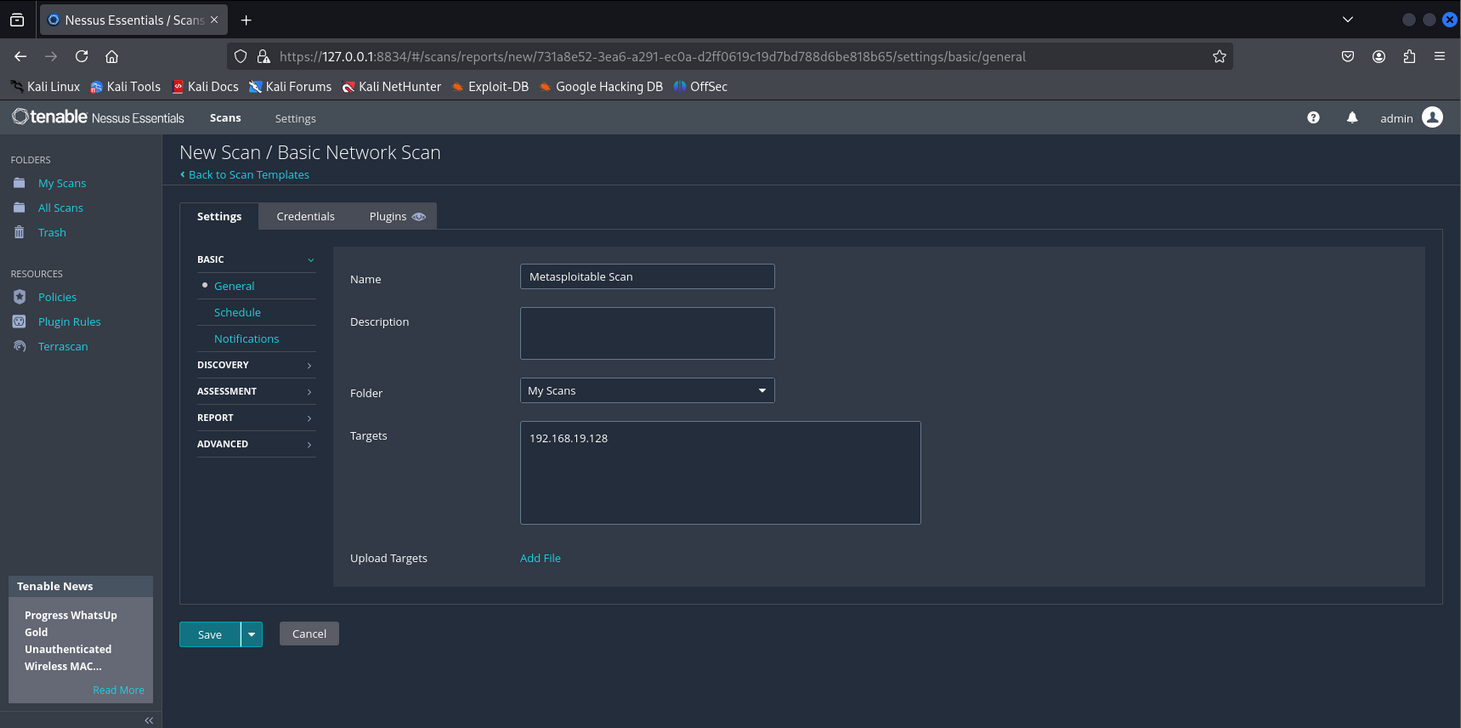 Nessus Essentials / Scans
https://127.0.0.1:8834/#/scans/reports/new/731a8e52-3ea6-a291-ec0a-d2ff0619c19d7bd788d6be818b65/settings/basic/general
Kali Linux Kali Tools Kali Docs Kali Forums Kali NetHunter Exploit-DB Google Hacking DB OffSec
tenable Nessus Essentials Scans Settings admin
FOLDERS
My Scans
All Scans
Trash
RESOURCES
Policies
Plugin Rules
Terrascan
Tenable News
Progress WhatsUp
Gold
Unauthenticated
Wireless MAC...
Read More
New Scan / Basic Network Scan
Back to Scan Templates
Settings Credentials Plugins
BASIC
General
Schedule
Notifications
DISCOVERY
ASSESSMENT
REPORT
ADVANCED
Name Metasploitable Scan
Description
Folder My Scans
Targets 192.168.19.128
Upload Targets Add File
Save Cancel